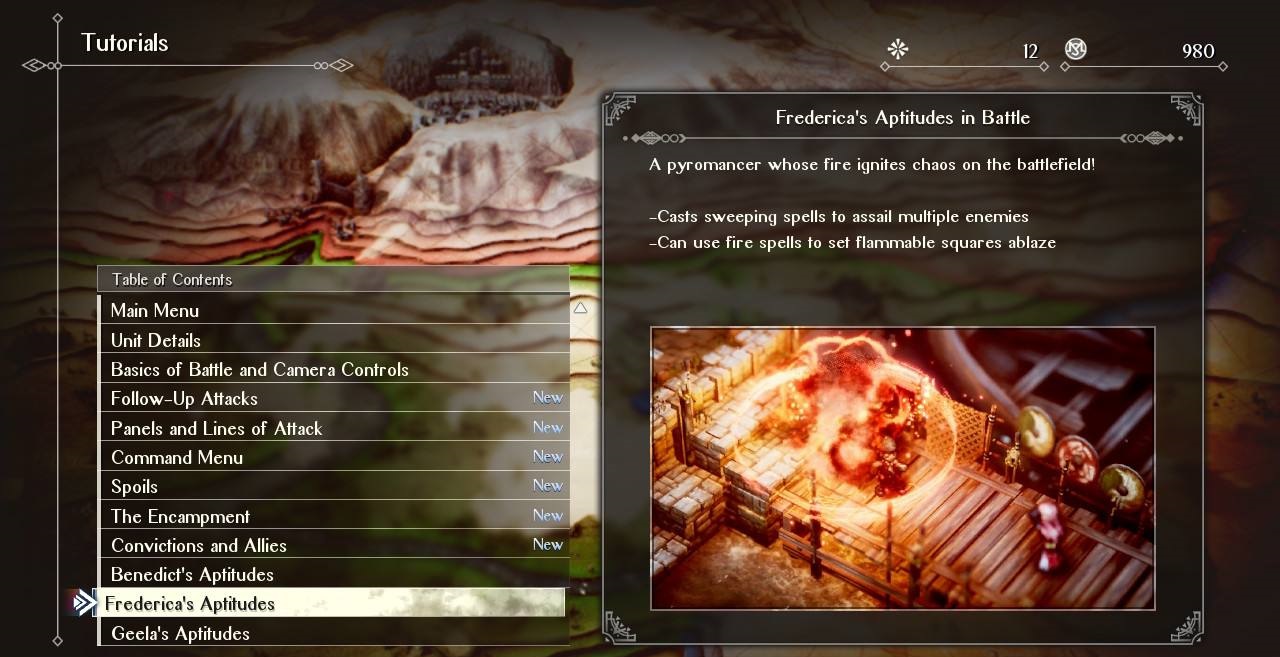 Tutorials
12
980
Frederica's Aptitudes in Battle
A pyromancer whose fire ignites chaos on the battlefield!
-Casts sweeping spells to assail multiple enemies
-Can use fire spells to set flammable squares ablaze
Table of Contents
Main Menu
Unit Details
Basics of Battle and Camera Controls
Follow-Up Attacks New
Panels and Lines of Attack New
Command Menu New
Spoils New
The Encampment New
Convictions and Allies New
Benedict's Aptitudes
Frederica's Aptitudes
Geela's Aptitudes